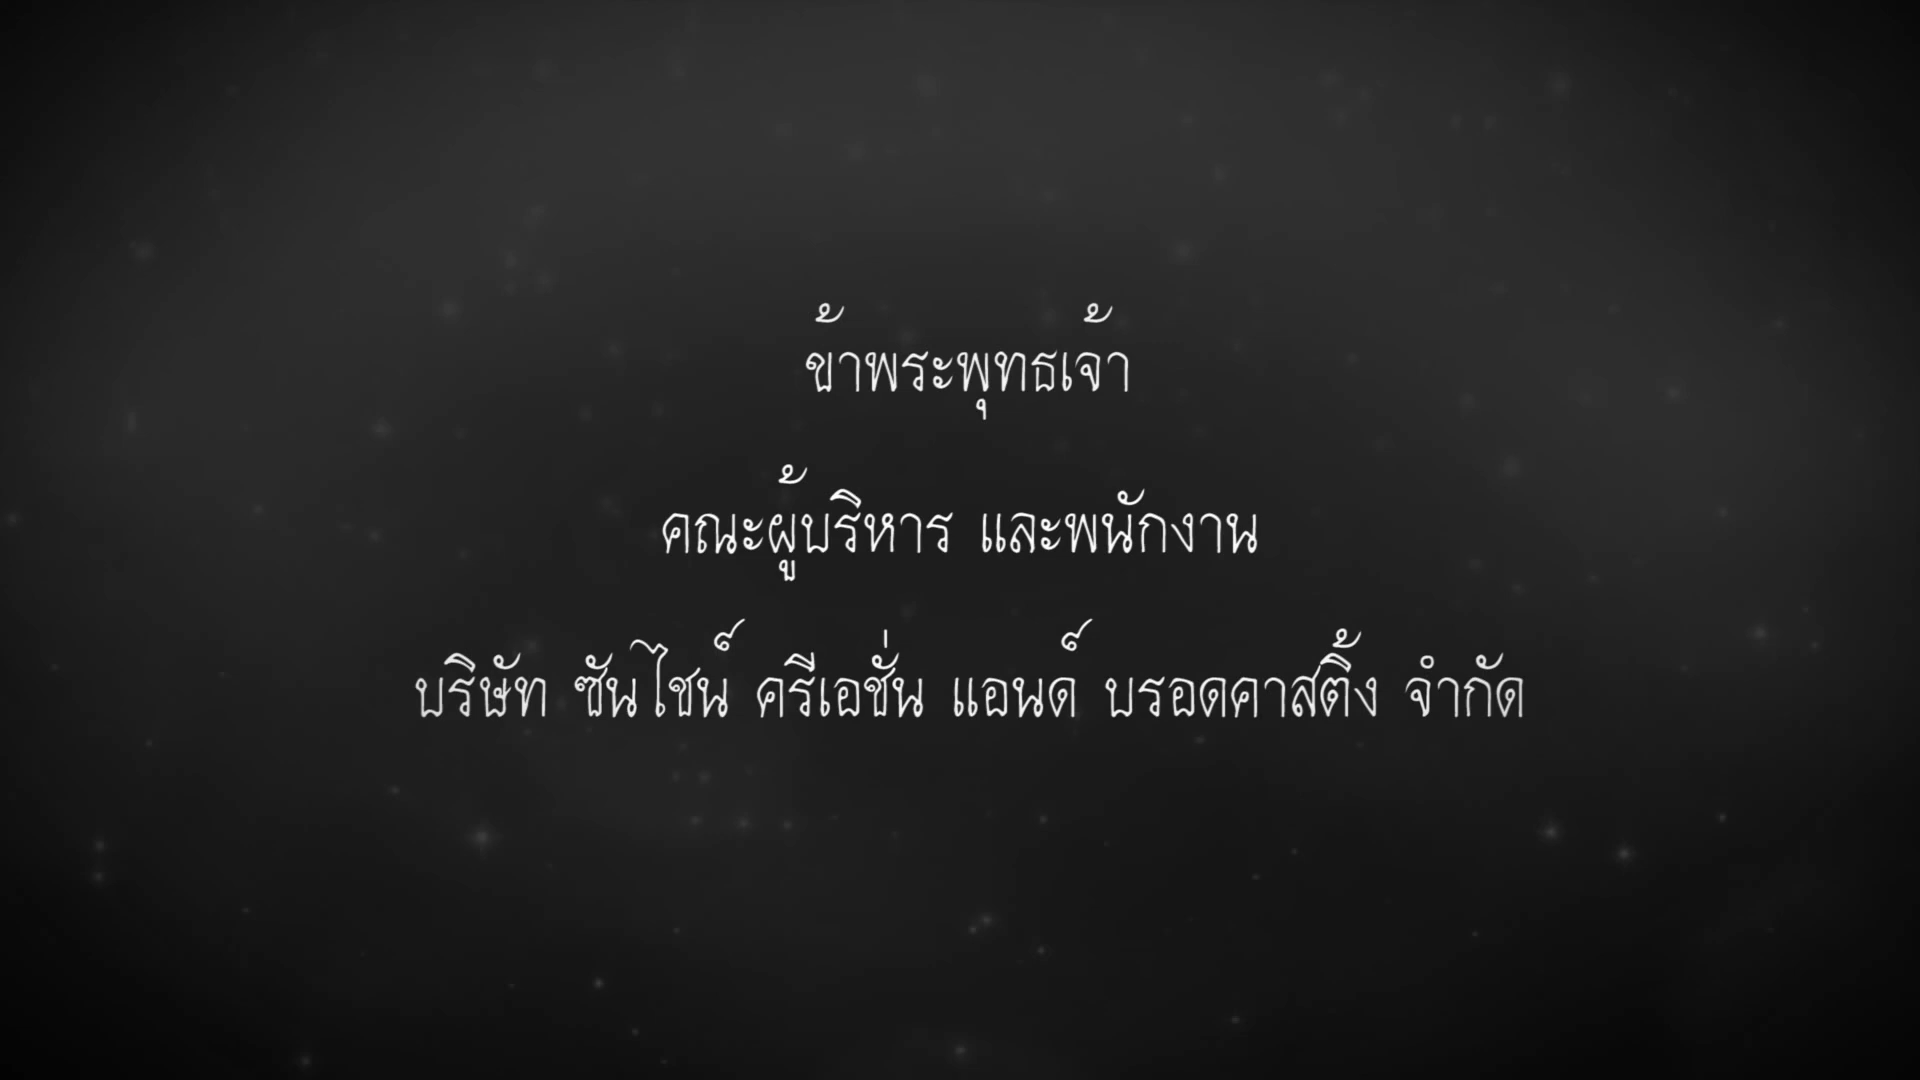 ข้าพระพุทธเจ้า
คณะผู้บริหาร และพนักงาน
บริษัท ซันไชน์ ครีเอชั่น แอนด์ บรอดคาสติ้ง จำกัด